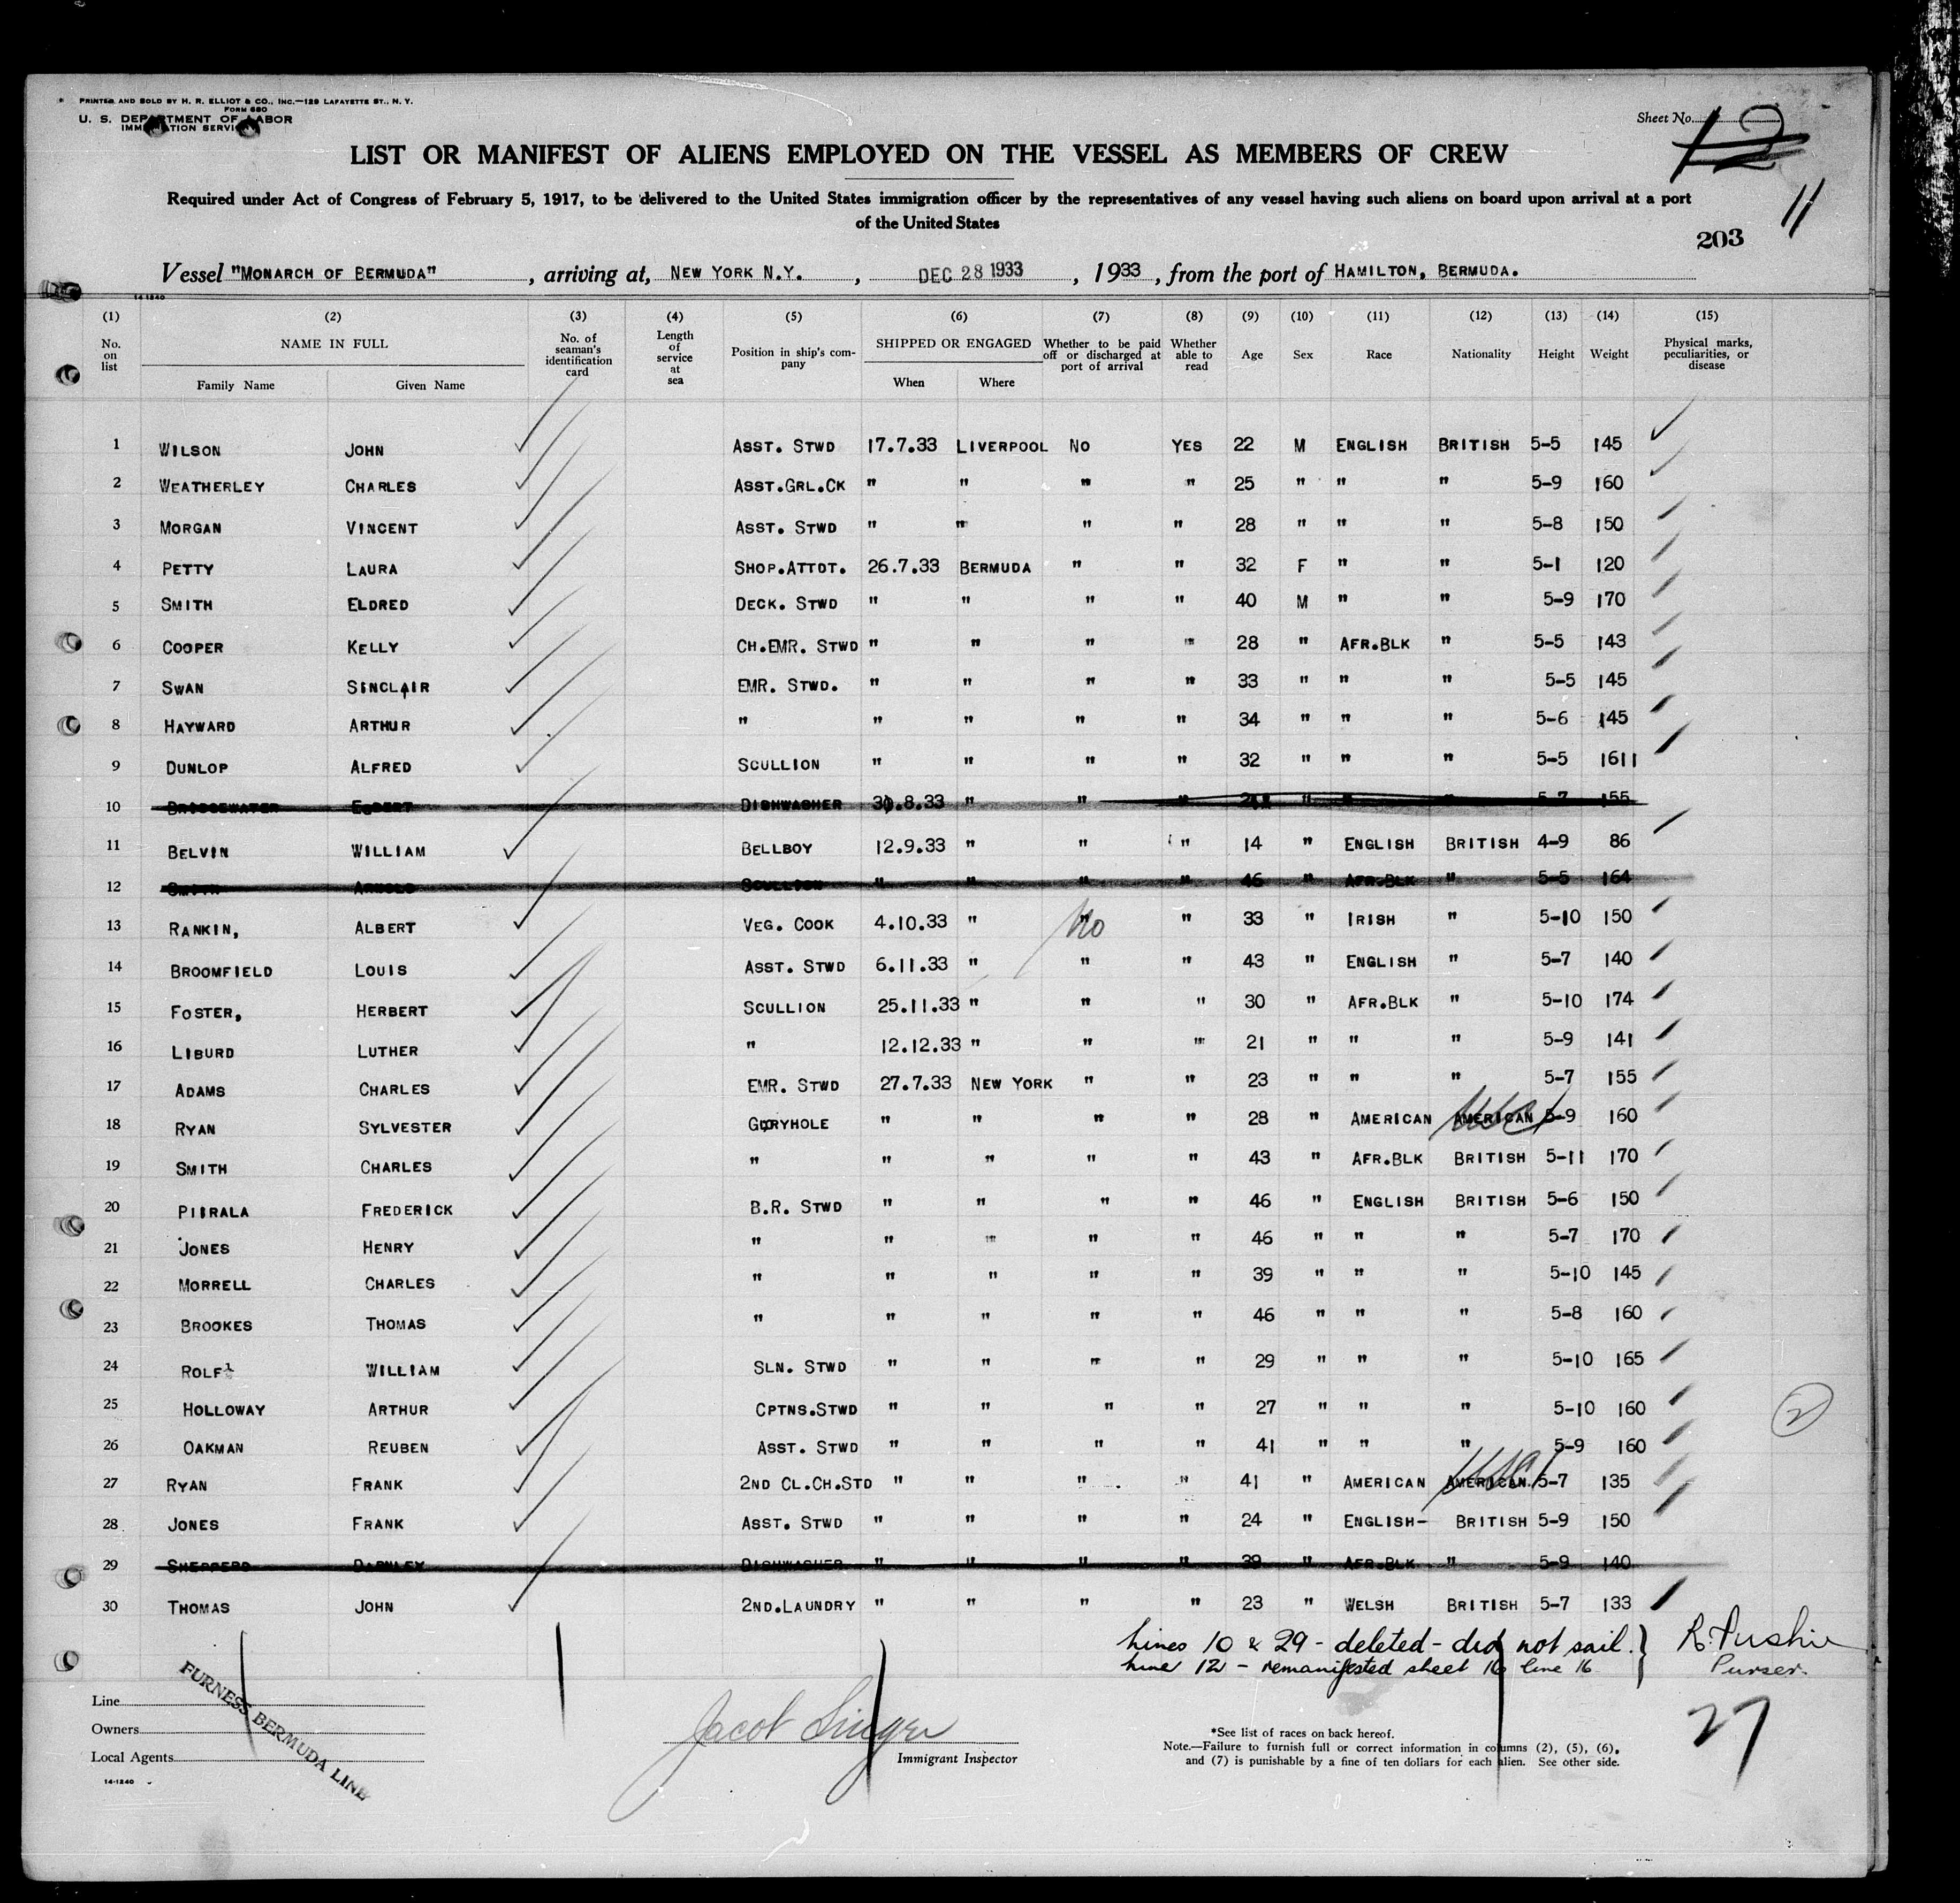 PRINTED AND SOLD BY H. R. ELLIOT & CO., INC.—129 LAFAYETTE ST., N. Y.
FORM 680
U. S. DEPARTMENT OF LABOR
IMMIGRATION SERVICE
Sheet No. 12
11
LIST OR MANIFEST OF ALIENS EMPLOYED ON THE VESSEL AS MEMBERS OF CREW
Required under Act of Congress of February 5, 1917, to be delivered to the United States immigration officer by the representatives of any vessel having such aliens on board upon arrival at a port
of the United States
203
Vessel "MONARCH OF BERMUDA", arriving at, NEW YORK N.Y., DEC 28 1933, 1933, from the port of HAMILTON, BERMUDA.
14-1240
(1) (2) (3) (4) (5) (6) (7) (8) (9) (10) (11) (12) (13) (14) (15)
No. on list NAME IN FULL Family Name Given Name No. of seaman's identification card Length of service at sea Position in ship's company SHIPPED OR ENGAGED When Where Whether to be paid off or discharged at port of arrival Whether able to read Age Sex Race Nationality Height Weight Physical marks, peculiarities, or disease
1 WILSON JOHN ASST. STWD 17.7.33 LIVERPOOL NO YES 22 M ENGLISH BRITISH 5-5 145
2 WEATHERLEY CHARLES ASST.GRL.CK " " " " 25 " " " 5-9 160
3 MORGAN VINCENT ASST. STWD " " " " 28 " " " 5-8 150
4 PETTY LAURA SHOP.ATTDT. 26.7.33 BERMUDA " " 32 F " " 5-1 120
5 SMITH ELDRED DECK. STWD " " " " 40 M " " 5-9 170
6 COOPER KELLY CH.EMR. STWD " " " " 28 " AFR.BLK " 5-5 143
7 SWAN SINCLAIR EMR. STWD. " " " " 33 " " " 5-5 145
8 HAYWARD ARTHUR " " " " " 34 " " " 5-6 145
9 DUNLOP ALFRED SCULLION " " " " 32 " " " 5-5 1611
10 BRIDGEWATER EGBERT DISHWASHER 30.8.33 " " " " " " 5-7 155
11 BELVIN WILLIAM BELLBOY 12.9.33 " " " 14 " ENGLISH BRITISH 4-9 86
12 SMITH ARNOLD SCULLION " " " " 46 " AFR.BLK " 5-5 164
13 RANKIN, ALBERT VEG. COOK 4.10.33 " " No " 33 " IRISH " 5-10 150
14 BROOMFIELD LOUIS ASST. STWD 6.11.33 " " " 43 " ENGLISH " 5-7 140
15 FOSTER, HERBERT SCULLION 25.11.33 " " " 30 " AFR.BLK " 5-10 174
16 LIBURD LUTHER " 12.12.33 " " " 21 " " " 5-9 141
17 ADAMS CHARLES EMR. STWD 27.7.33 NEW YORK " " 23 " " " 5-7 155
18 RYAN SYLVESTER GLORYHOLE " " " " 28 " AMERICAN AMERICAN 5-9 160
19 SMITH CHARLES " " " " " 43 " AFR.BLK BRITISH 5-11 170
20 PIIRALA FREDERICK B.R. STWD " " " " 46 " ENGLISH BRITISH 5-6 150
21 JONES HENRY " " " " " 46 " " " 5-7 170
22 MORRELL CHARLES " " " " " 39 " " " 5-10 145
23 BROOKES THOMAS " " " " " 46 " " " 5-8 160
24 ROLF WILLIAM SLN. STWD " " " " 29 " " " 5-10 165
25 HOLLOWAY ARTHUR CPTNS.STWD " " " " 27 " " " 5-10 160
26 OAKMAN REUBEN ASST. STWD " " " " 41 " " " 5-9 160
27 RYAN FRANK 2ND CL.CH.STD " " " " 41 " AMERICAN AMERICAN. 5-7 135
28 JONES FRANK ASST. STWD " " " " 24 " ENGLISH- BRITISH 5-9 150
29 SHEPPERD DARNLEY DISHWASHER " " " " 39 " AFR.BLK " 5-9 140
30 THOMAS JOHN 2ND.LAUNDRY " " " " 23 " WELSH BRITISH 5-7 133
2
Lines 10 & 29 - deleted - did not sail.
Line 12 - remanifested sheet 16 line 16
Purser.
27
Line
Owners
Local Agents
FURNESS BERMUDA LINE
14-1240
Jacob Singer
Immigrant Inspector
*See list of races on back hereof.
Note.—Failure to furnish full or correct information in columns (2), (5), (6),
and (7) is punishable by a fine of ten dollars for each alien. See other side.